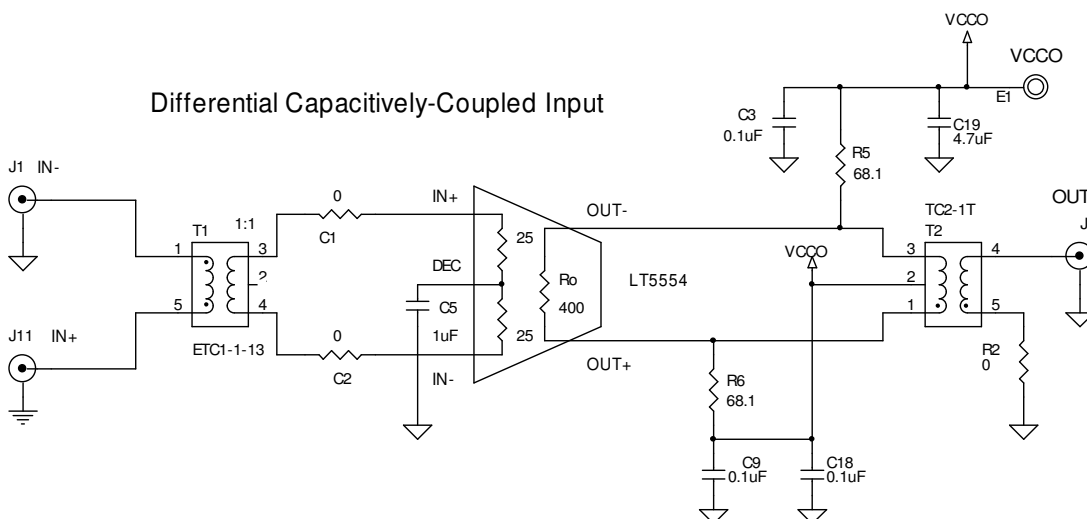 VCCO
VCCO
E1
C3
0.1uF
C19
4.7uF
Differential Capacitively-Coupled Input
R5
68.1
J1 IN-
0
C1
IN+
OUT-
TC2-1T
T2
OUT
J
T1
1:1
1
3
2
5
4
ETC1-1-13
25
DEC
C5
1uF
25
Ro
400
LT5554
VCCO
3
2
1
4
5
J11 IN+
0
C2
IN-
OUT+
R2
0
R6
68.1
C9
0.1uF
C18
0.1uF